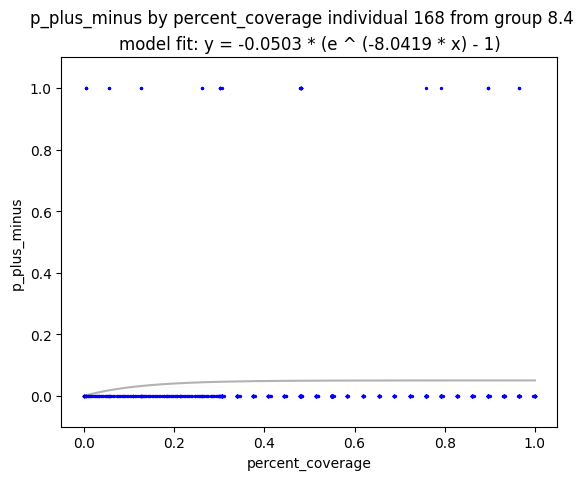 p_plus_minus by percent_coverage individual 168 from group 8.4
model fit: y = -0.0503 * (e ^ (-8.0419 * x) - 1)
1.0
0.8
0.6
0.4
0.2
0.0
p_plus_minus
0.0 0.2 0.4 0.6 0.8 1.0
percent_coverage